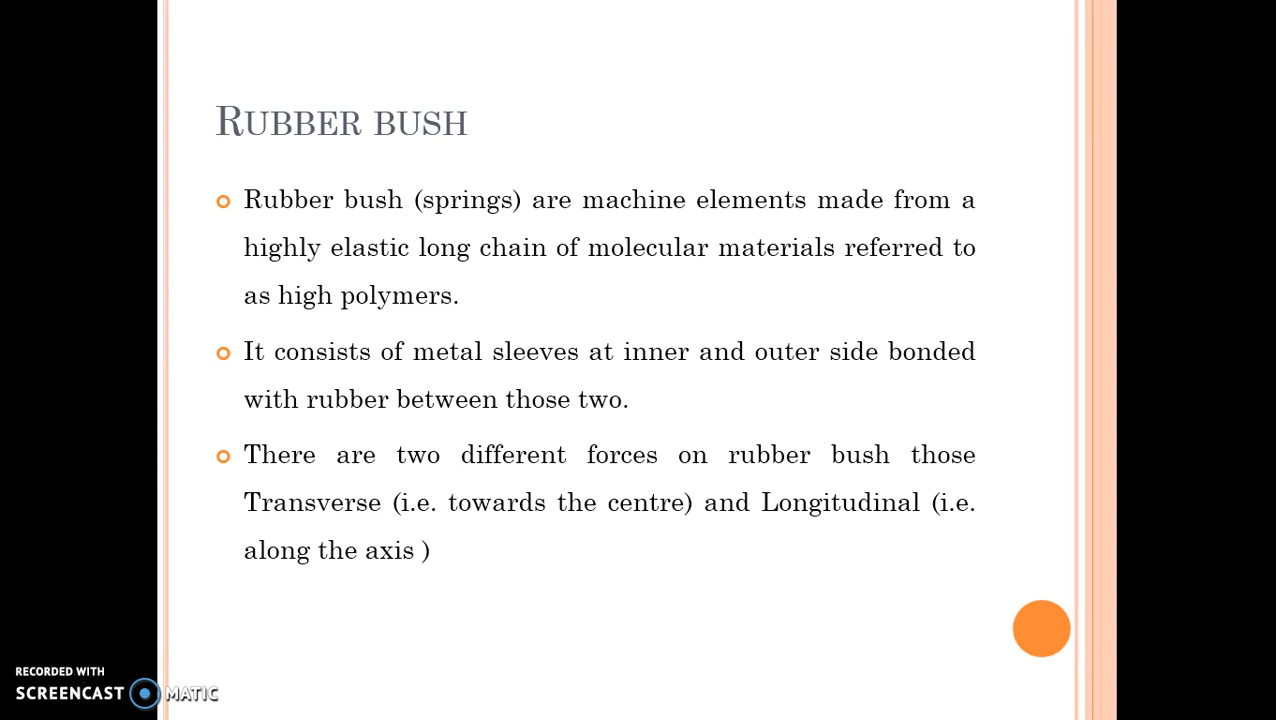 RUBBER BUSH
Rubber bush (springs) are machine elements made from a
highly elastic long chain of molecular materials referred to
as high polymers.
It consists of metal sleeves at inner and outer side bonded
with rubber between those two.
There are two different forces on rubber bush those
Transverse (i.e. towards the centre) and Longitudinal (i.e.
along the axis )
RECORDED WITH
SCREENCAST MATIC